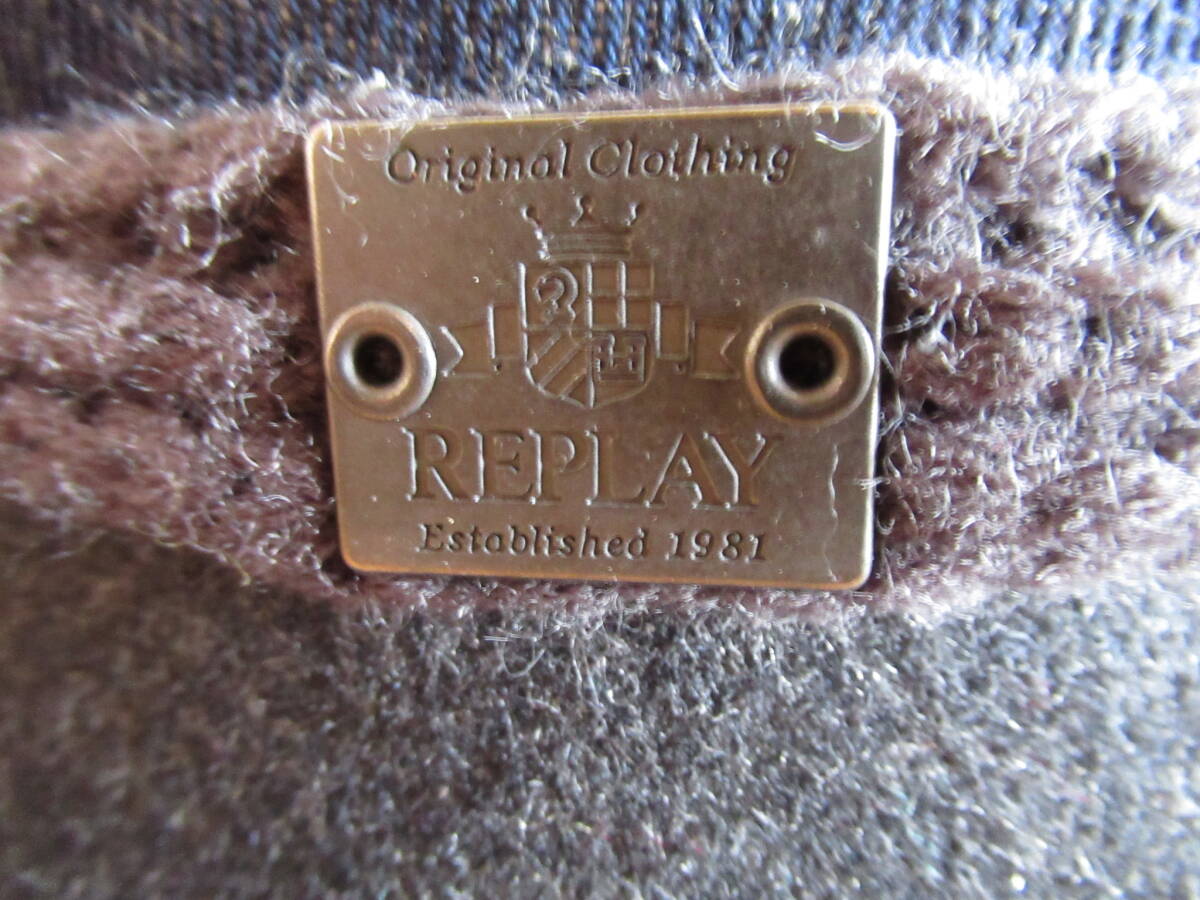 Original Clothing
REPLAY
Established 1981